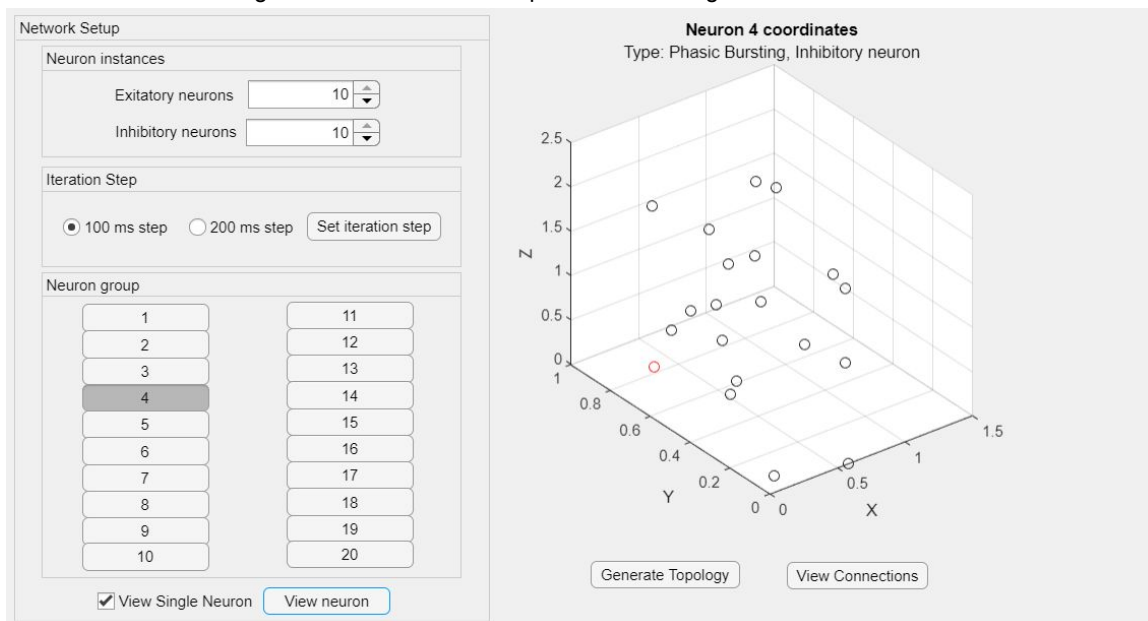 Network Setup
Neuron instances
Exitatory neurons 10
Inhibitory neurons 10
Iteration Step
100 ms step 200 ms step Set iteration step
Neuron group
1 11
2 12
3 13
4 14
5 15
6 16
7 17
8 18
9 19
10 20
View Single Neuron View neuron
Neuron 4 coordinates
Type: Phasic Bursting, Inhibitory neuron
2.5
2
1.5
Z
1
0.5
0
1
0.8
0.6
0.4
0.2
0
Y
0
0.5
1
1.5
X
Generate Topology View Connections